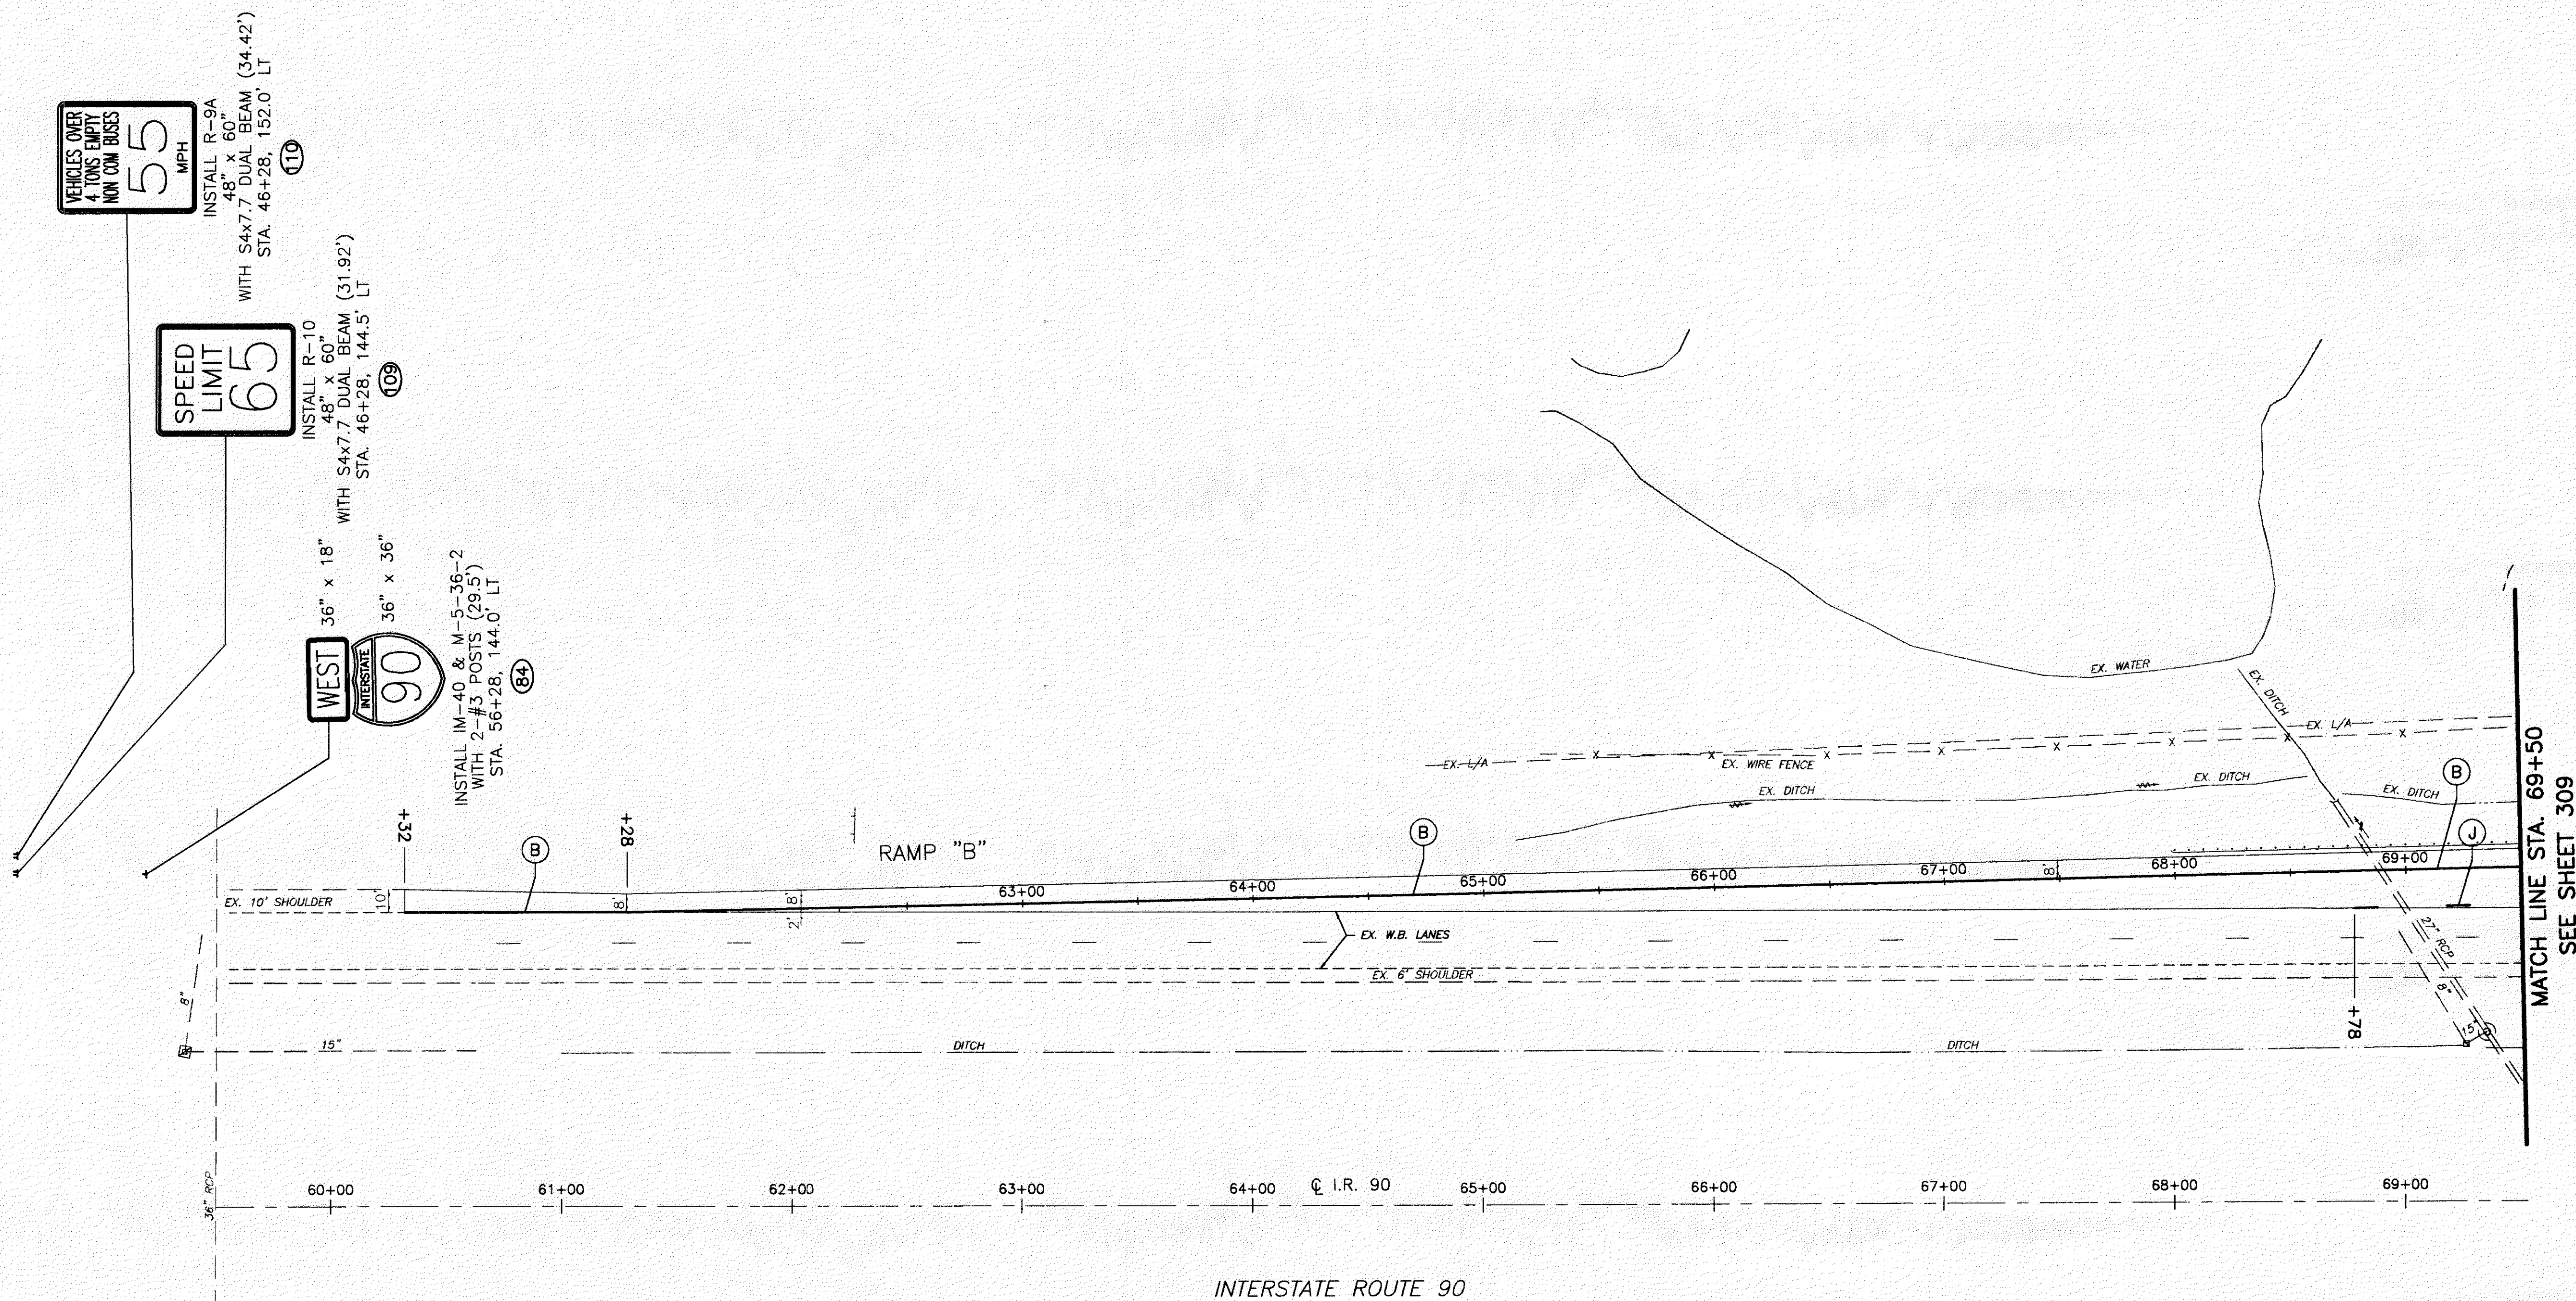 VEHICLES OVER
4 TONS EMPTY
NON COM BUSES
55
MPH
INSTALL R-9A
48" x 60"
WITH S4x7.7 DUAL BEAM (34.42')
STA. 46+28, 152.0' LT
110
SPEED
LIMIT
65
INSTALL R-10
48" x 60"
WITH S4x7.7 DUAL BEAM (31.92')
STA. 46+28, 144.5' LT
109
WEST
36" x 18"
INTERSTATE
90
36" x 36"
INSTALL IM-40 & M-5-36-2
WITH 2-#3 POSTS (29.5')
STA. 56+28, 144.0' LT
84
EX. WATER
EX. DITCH
EX. L/A
EX. L/A
EX. WIRE FENCE
EX. DITCH
EX. DITCH
EX. DITCH
B
B
B
J
+32
+28
RAMP "B"
63+00
64+00
65+00
66+00
67+00
8'
68+00
69+00
EX. 10' SHOULDER
10'
8'
8'
2'
EX. W.B. LANES
EX. 6' SHOULDER
27" RCP
8"
15"
+78
8"
15"
DITCH
DITCH
MATCH LINE STA. 69+50
SEE SHEET 309
36" RCP
60+00
61+00
62+00
63+00
64+00
℄ I.R. 90
65+00
66+00
67+00
68+00
69+00
INTERSTATE ROUTE 90